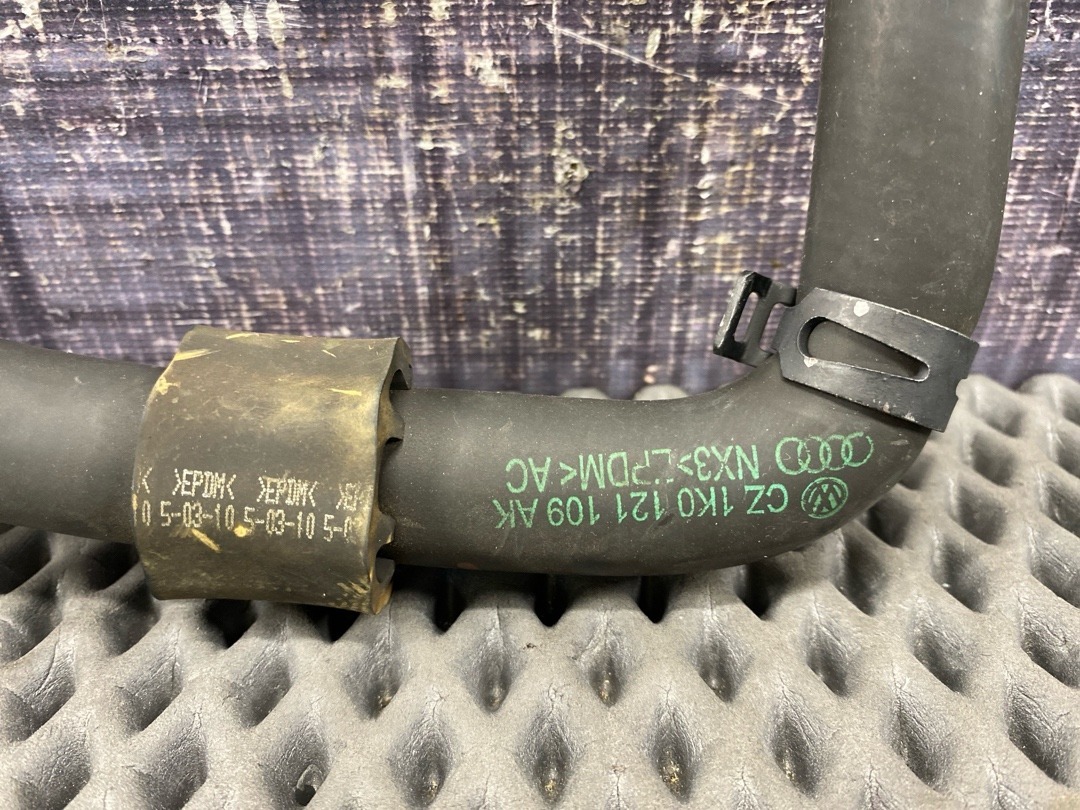 CZ 1K0 121 109 AK
NX3 >EPDM< AC
>EPDM< >EPDM<
5-03-10 5-03-10